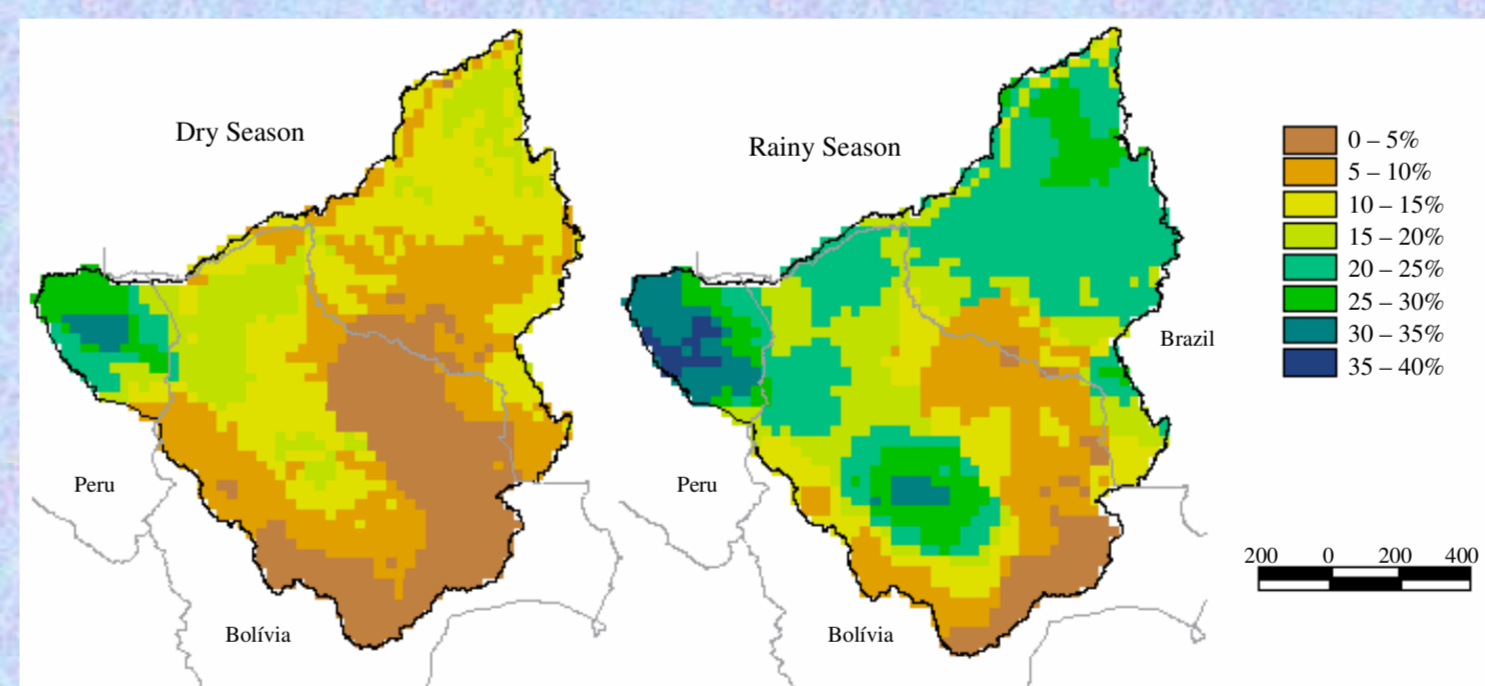 Dry Season
Rainy Season
0 – 5%
5 – 10%
10 – 15%
15 – 20%
20 – 25%
25 – 30%
30 – 35%
35 – 40%
Brazil
Peru
Peru
Bolívia
Bolívia
200 0 200 400